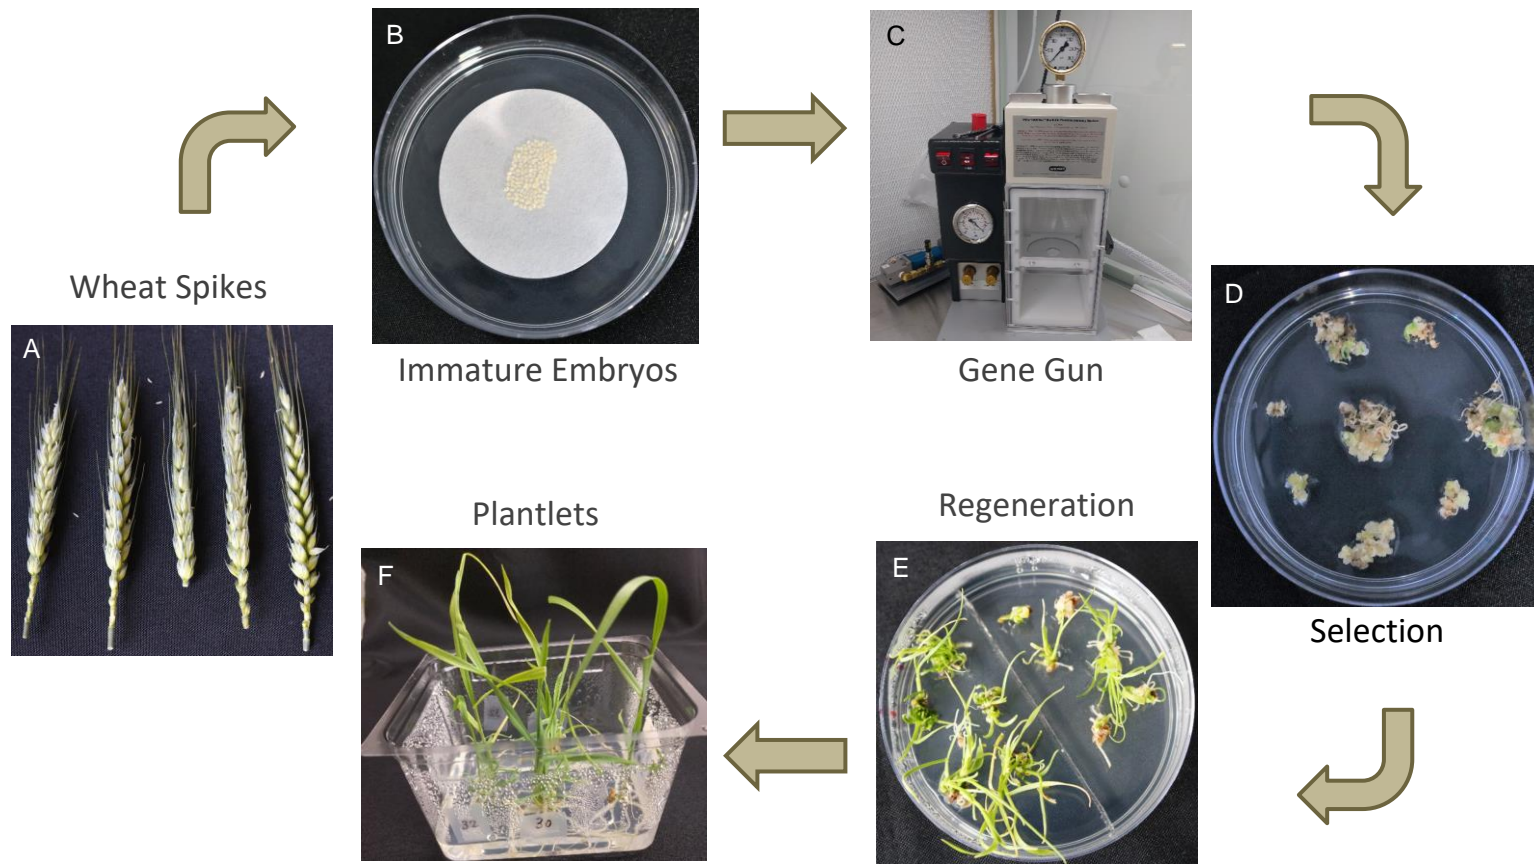 B
C
Wheat Spikes
D
A
Immature Embryos
Gene Gun
Plantlets
Regeneration
F
E
Selection
30